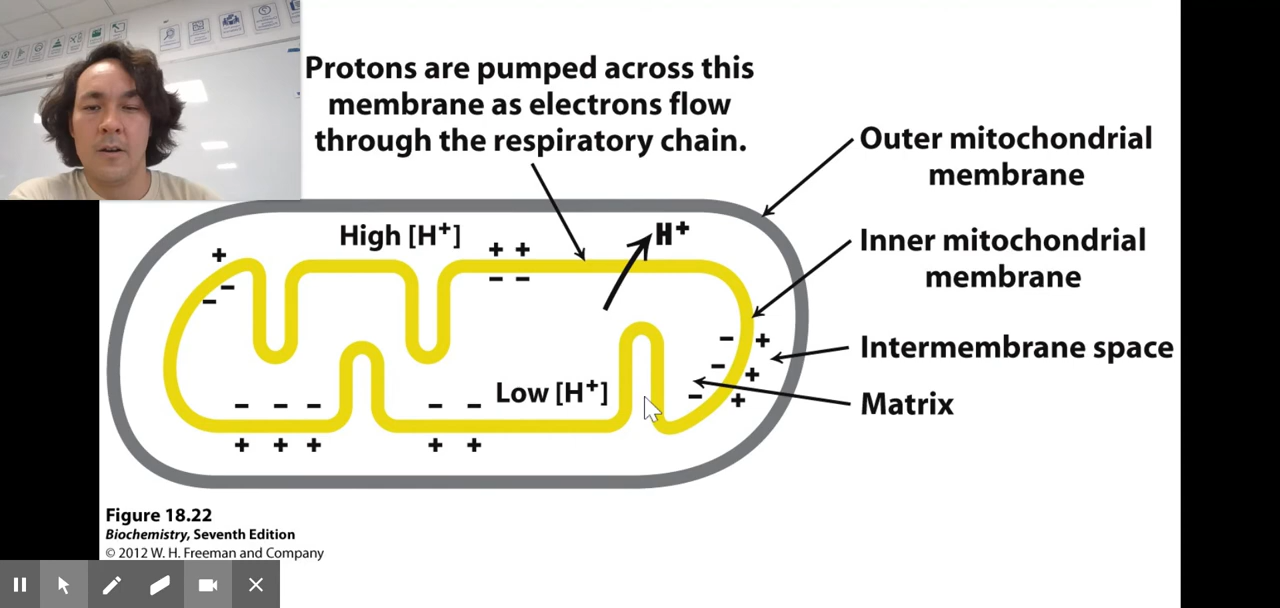 Protons are pumped across this
membrane as electrons flow
through the respiratory chain.
Outer mitochondrial
membrane
High [H⁺]
H⁺
Inner mitochondrial
membrane
Intermembrane space
Low [H⁺]
Matrix
+
− −
+ +
− −
− +
− +
− +
− − − − −
+ + + + +
Figure 18.22
Biochemistry, Seventh Edition
© 2012 W. H. Freeman and Company